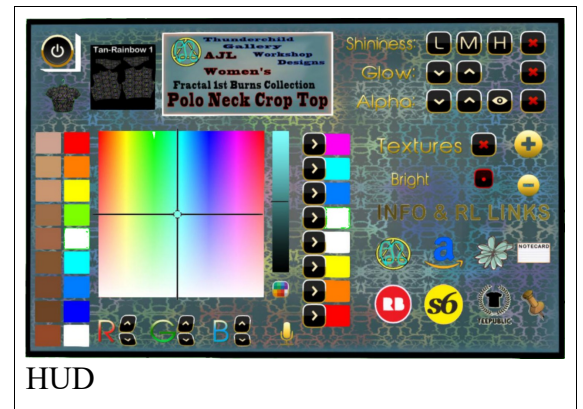 Tan-Rainbow 1
Thunderchild
Gallery
AJL Workshop
Designs
Women's
Fractal 1st Burns Collection
Polo Neck Crop Top
Shininess: L M H
Glow:
Alpha:
Textures
Bright
INFO & RL LINKS
NOTECARD
a
RB
s6
TEEPUBLIC
R G B
HUD